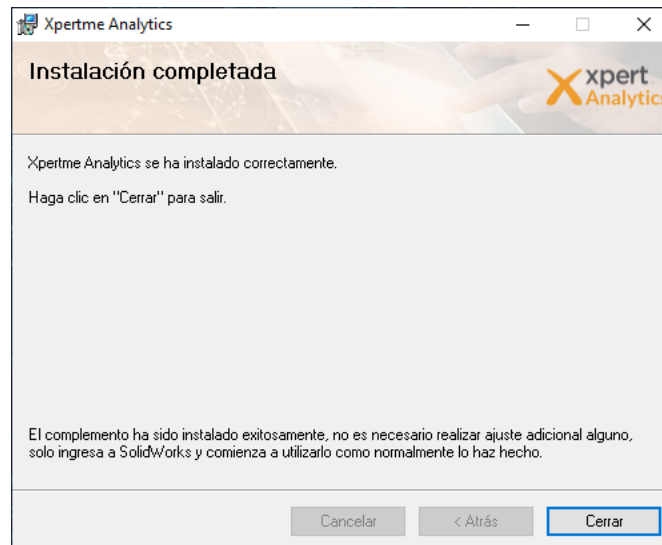 Xpertme Analytics
Instalación completada
xpert
Analytics
Xpertme Analytics se ha instalado correctamente.
Haga clic en "Cerrar" para salir.
El complemento ha sido instalado exitosamente, no es necesario realizar ajuste adicional alguno,
solo ingresa a SolidWorks y comienza a utilizarlo como normalmente lo haz hecho.
Cancelar
< Atrás
Cerrar